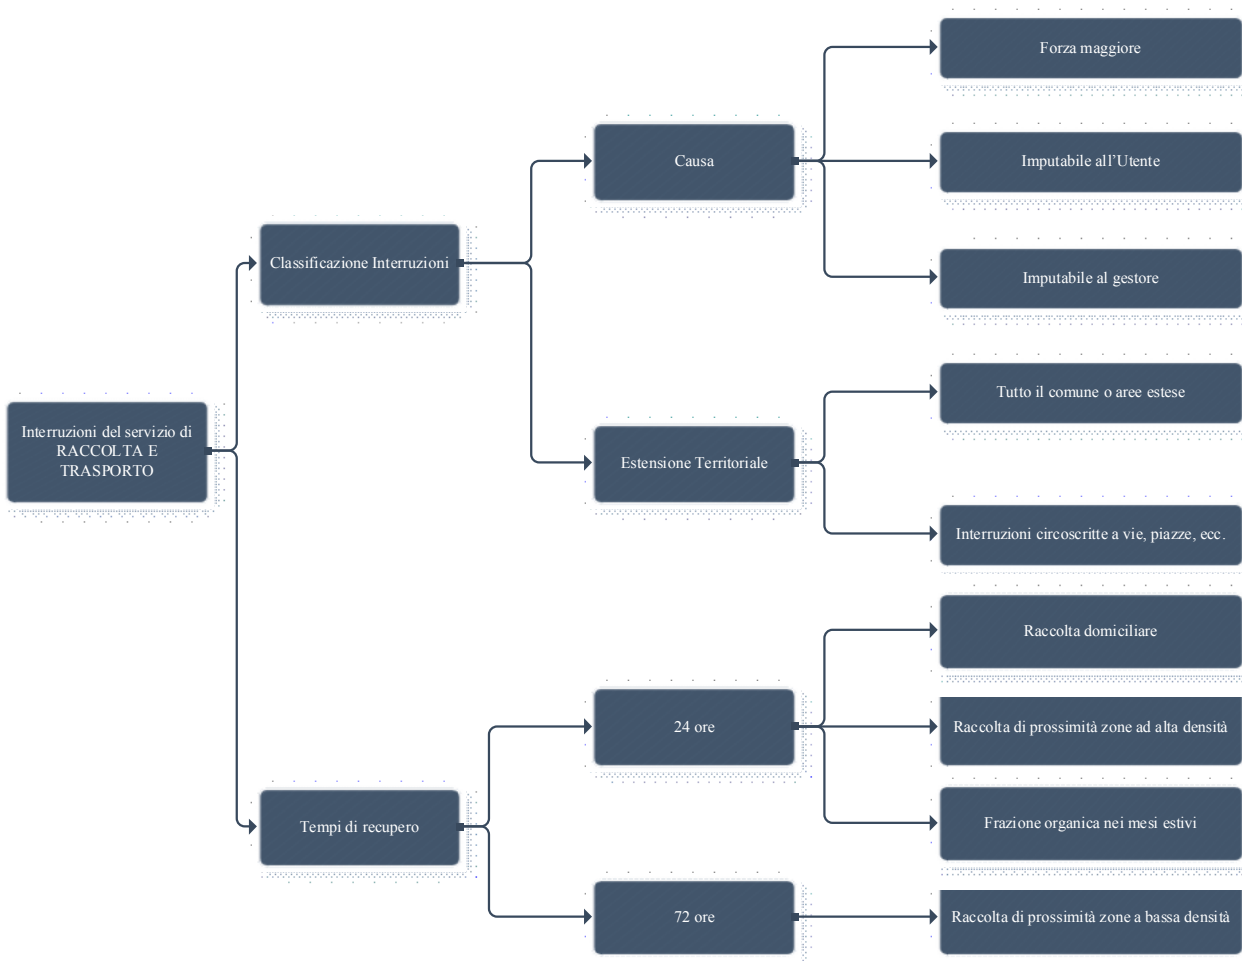 Interruzioni del servizio di
RACCOLTA E
TRASPORTO
Classificazione Interruzioni
Causa
Forza maggiore
Imputabile all'Utente
Imputabile al gestore
Estensione Territoriale
Tutto il comune o aree estese
Interruzioni circoscritte a vie, piazze, ecc.
Tempi di recupero
24 ore
Raccolta domiciliare
Raccolta di prossimità zone ad alta densità
Frazione organica nei mesi estivi
72 ore
Raccolta di prossimità zone a bassa densità